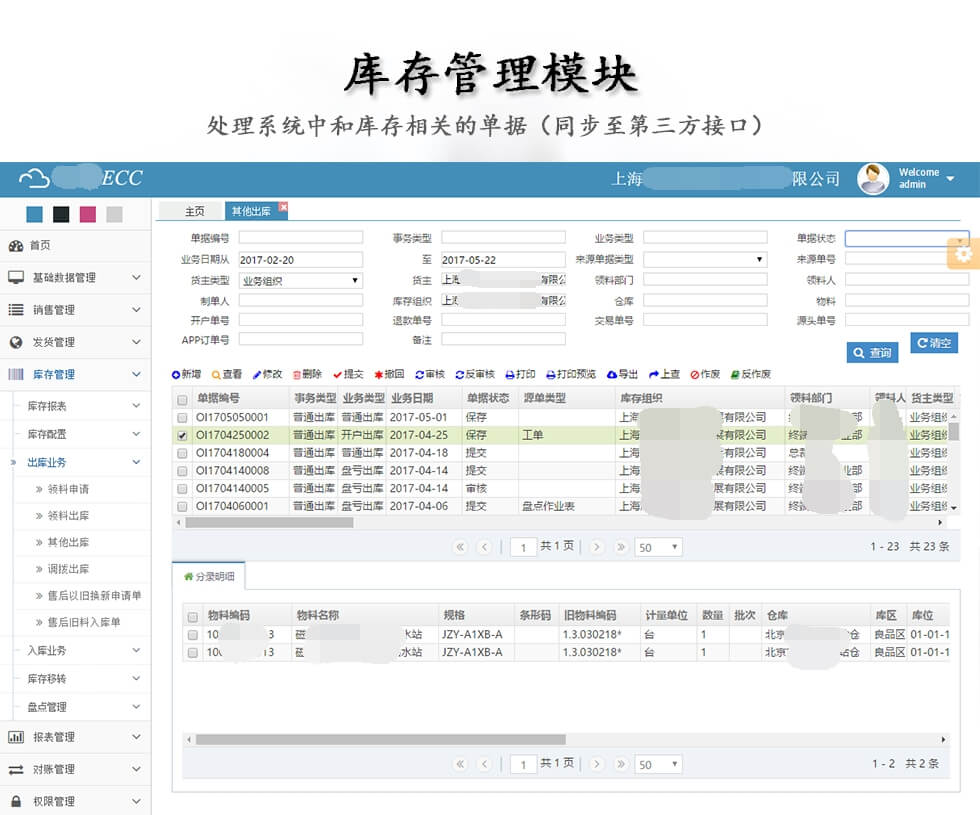 库存管理模块
处理系统中和库存相关的单据（同步至第三方接口）
ECC
上海 限公司
Welcome
admin
主页 其他出库
首页
基础数据管理
销售管理
发货管理
库存管理
库存报表
库存配置
出库业务
» 领料申请
» 领料出库
» 其他出库
» 调拨出库
» 售后以旧换新申请单
» 售后旧料入库单
入库业务
库存移转
盘点管理
报表管理
对账管理
权限管理
单据编号 事务类型 业务类型 单据状态
业务日期从 2017-02-20 至 2017-05-22 来源单据类型 来源单号
货主类型 业务组织 货主 上海 有限公 领料部门 领料人
制单人 库存组织 上海 有限公 仓库 物料
开户单号 退款单号 交易单号 源头单号
APP订单号 备注
查询 清空
新增 查看 修改 删除 提交 撤回 审核 反审核 打印 打印预览 导出 上查 作废 反作废
单据编号 事务类型 业务类型 业务日期 单据状态 源单类型 库存组织 领料部门 领料人 货主类型
OI1705050001 普通出库 普通出库 2017-05-01 保存 上海 有限公司 业务组织
OI1704250002 普通出库 开户出库 2017-04-25 保存 工单 上海 有限公司 终 业部 业务组织
OI1704180004 普通出库 普通出库 2017-04-18 提交 上海 有限公司 总 业务组织
OI1704140008 普通出库 盘亏出库 2017-04-14 提交 上海 有限公司 终 业部 业务组织
OI1704140005 普通出库 盘亏出库 2017-04-14 审核 上海 展有限公司 终 部 业务组织
OI1704060001 普通出库 盘亏出库 2017-04-06 提交 盘点作业表 上海 展有限公司 终 部 业务组织
1 共 1 页 50 1 - 23 共 23 条
分录明细
物料编码 物料名称 规格 条形码 旧物料编码 计量单位 数量 批次 仓库 库区 库位
10 3 磁 水站 JZY-A1XB-A 1.3.030218* 台 1 北京 仓 良品区 01-01-1
100 13 磁 水站 JZY-A1XB-A 1.3.030218* 台 1 北京 站仓 良品区 01-01-1
1 共 1 页 50 1 - 2 共 2 条